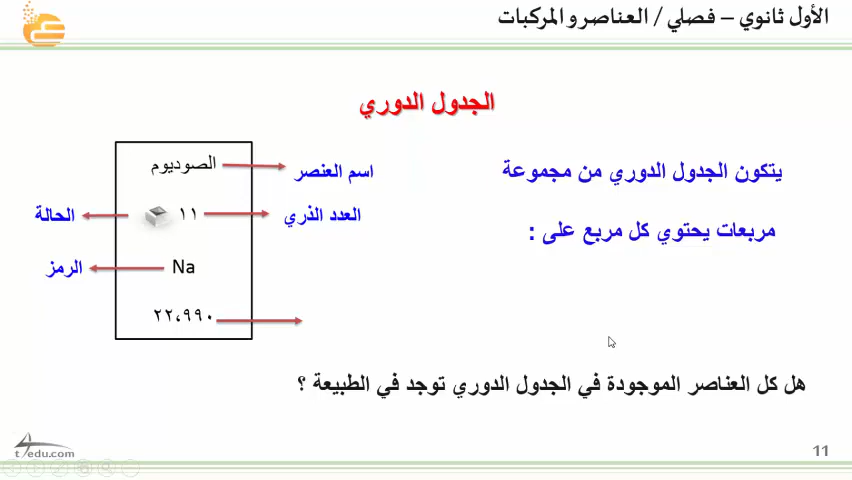 الأول ثانوي – فصلي / العناصر و المركبات
الجدول الدوري
يتكون الجدول الدوري من مجموعة
مربعات يحتوي كل مربع على :
الصوديوم
اسم العنصر
١١
العدد الذري
الحالة
Na
الرمز
٢٢،٩٩٠
هل كل العناصر الموجودة في الجدول الدوري توجد في الطبيعة ؟
t4edu.com
11